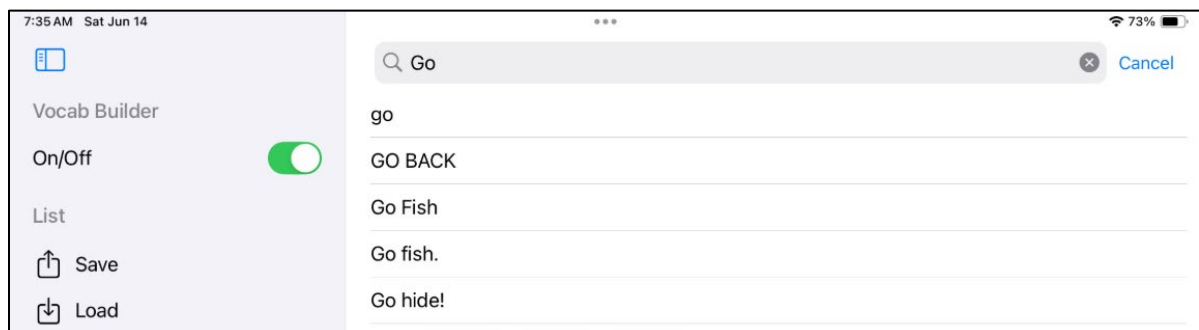 7:35 AM Sat Jun 14
73%
Vocab Builder
On/Off
List
Save
Load
Go
Cancel
go
GO BACK
Go Fish
Go fish.
Go hide!